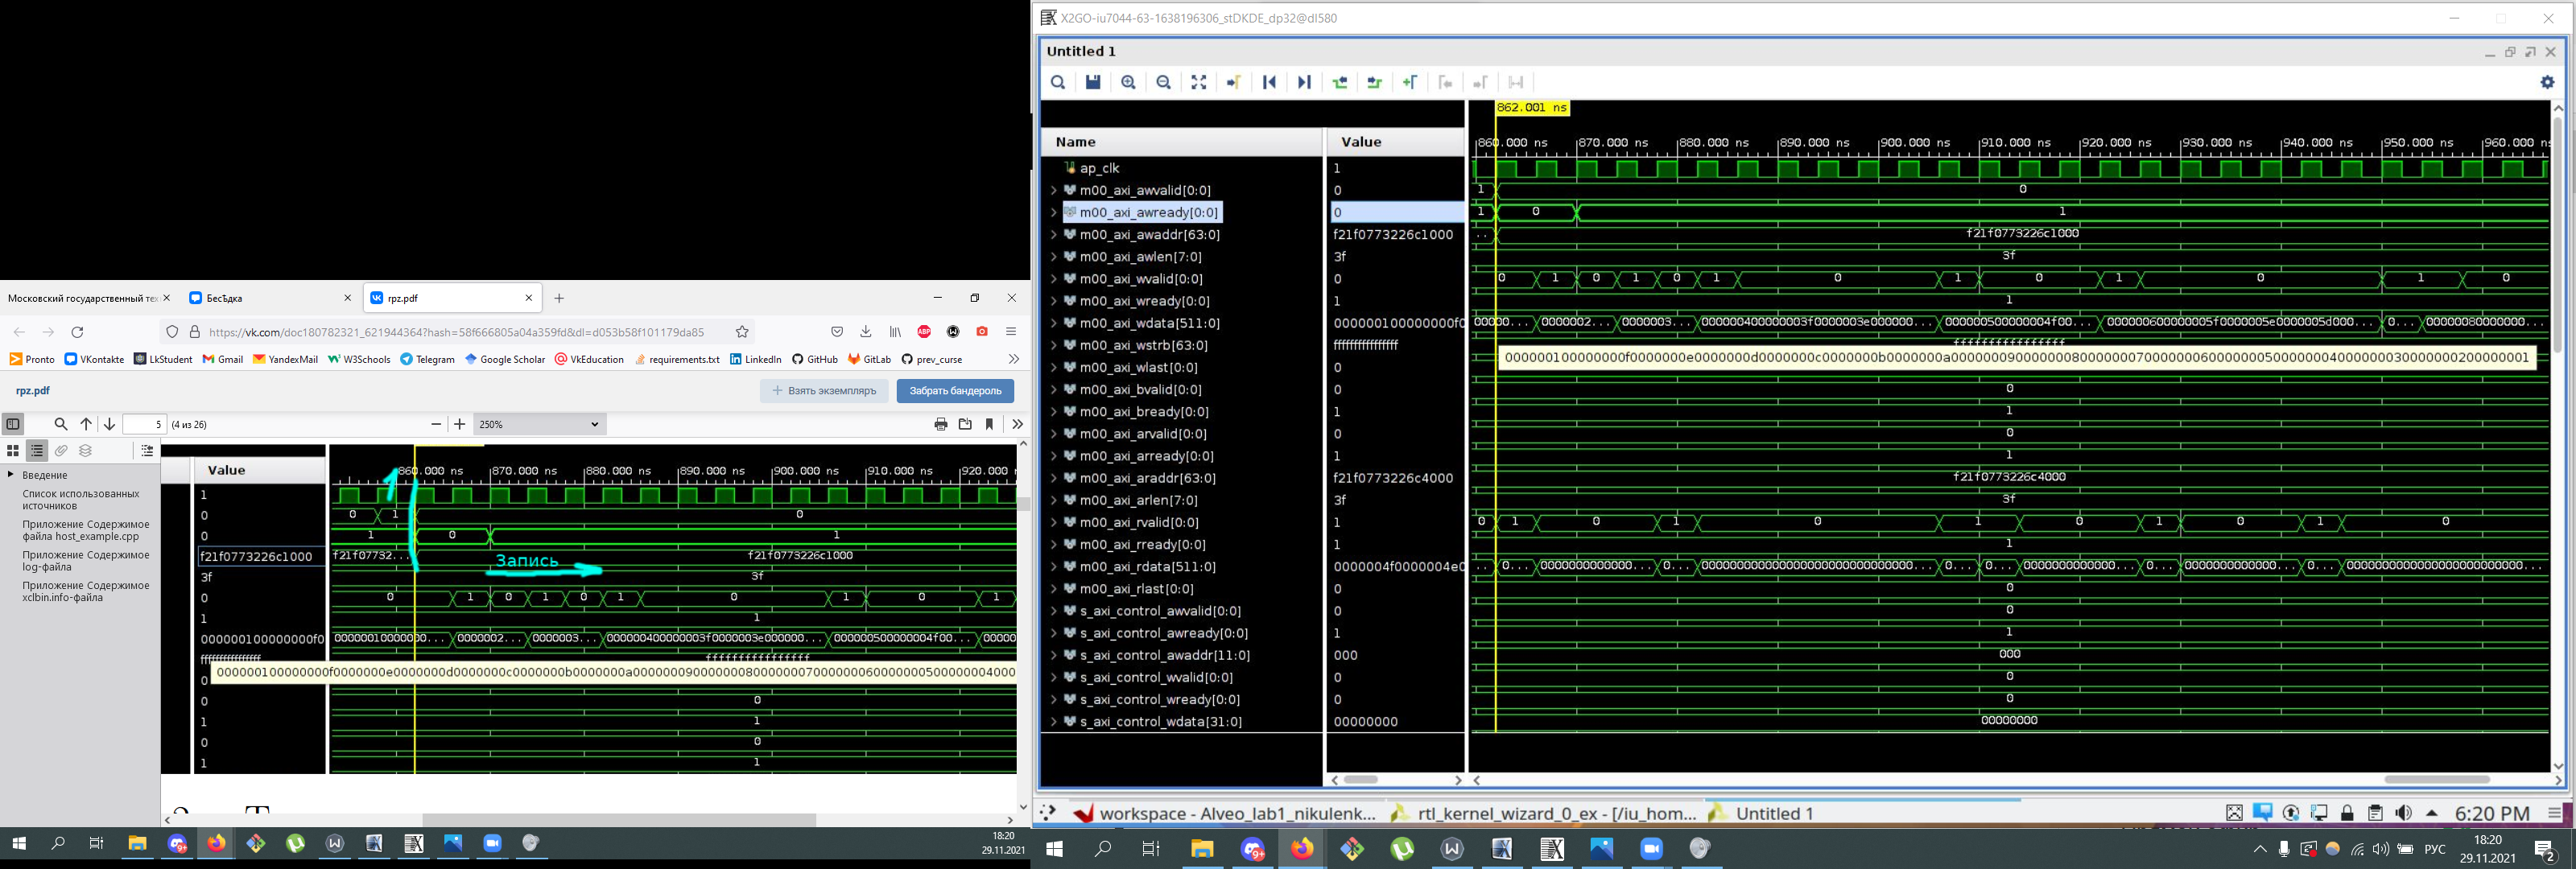 Московский государственный тех
БесѢдка
rpz.pdf
https://vk.com/doc180782321_621944364?hash=58f666805a04a359fd&dl=d053b58f101179da85
Pronto
VKontakte
LkStudent
Gmail
YandexMail
W3Schools
Telegram
Google Scholar
VkEducation
requirements.txt
LinkedIn
GitHub
GitLab
prev_curse
rpz.pdf
Взять экземпляръ
Забрать бандероль
5 (4 из 26)
250%
Введение
Список использованных
источников
Приложение Содержимое
файла host_example.cpp
Приложение Содержимое
log-файла
Приложение Содержимое
xclbin.info-файла
Value
860.000 ns 870.000 ns 880.000 ns 890.000 ns 900.000 ns 910.000 ns 920.000
1
0 0 1 0
0 1 0 1
f21f0773226c1000 f21f07732... f21f0773226c1000
Запись
3f 3f
0 0 1 0 1 0 1 0 1 0 1
1 1
000000100000000f0 00000010000000... 0000002... 0000003... 000000400000003f0000003e000000... 000000500000004f00... 00000
ffffffffffffffff ffffffffffffffff
000000100000000f0000000e0000000d0000000c0000000b0000000a000000090000000800000007000000060000000500000004000
0
0 0
1 1
0 0
1 1
18:20
29.11.2021
X2GO-iu7044-63-1638196306_stDKDE_dp32@dl580
Untitled 1
862.001 ns
860.000 ns 870.000 ns 880.000 ns 890.000 ns 900.000 ns 910.000 ns 920.000 ns 930.000 ns 940.000 ns 950.000 ns 960.000 ns
Name Value
ap_clk 1
m00_axi_awvalid[0:0] 0 1 0
m00_axi_awready[0:0] 0 1 0 1
m00_axi_awaddr[63:0] f21f0773226c1000 .. f21f0773226c1000
m00_axi_awlen[7:0] 3f 3f
m00_axi_wvalid[0:0] 0 0 1 0 1 0 1 0 1 0 1 0 1 0
m00_axi_wready[0:0] 1 1
m00_axi_wdata[511:0] 000000100000000f0 00000... 0000002... 0000003... 000000400000003f0000003e000000... 000000500000004f00... 000000600000005f0000005e0000005d000... 0... 00000080000000...
m00_axi_wstrb[63:0] ffffffffffffffff ffffffffffffffff
000000100000000f0000000e0000000d0000000c0000000b0000000a000000090000000800000007000000060000000500000004000000030000000200000001
m00_axi_wlast[0:0] 0
m00_axi_bvalid[0:0] 0 0
m00_axi_bready[0:0] 1 1
m00_axi_arvalid[0:0] 0 0
m00_axi_arready[0:0] 1 1
m00_axi_araddr[63:0] f21f0773226c4000 f21f0773226c4000
m00_axi_arlen[7:0] 3f 3f
m00_axi_rvalid[0:0] 1 0 1 0 1 0 1 0 1 0 1 0
m00_axi_rready[0:0] 1 1
m00_axi_rdata[511:0] 0000004f0000004e0 ... 0... 0000000000000... 0... 00000000000000000000000000000000... 0... 0... 0000000000000... 0... 0000000000000... 0... 00000000000000000000000000...
m00_axi_rlast[0:0] 0 0
s_axi_control_awvalid[0:0] 0 0
s_axi_control_awready[0:0] 1 1
s_axi_control_awaddr[11:0] 000 000
s_axi_control_wvalid[0:0] 0 0
s_axi_control_wready[0:0] 0 0
s_axi_control_wdata[31:0] 00000000 00000000
workspace - Alveo_lab1_nikulenk...
rtl_kernel_wizard_0_ex - [/iu_hom...
Untitled 1
6:20 PM
РУС
18:20
29.11.2021
2